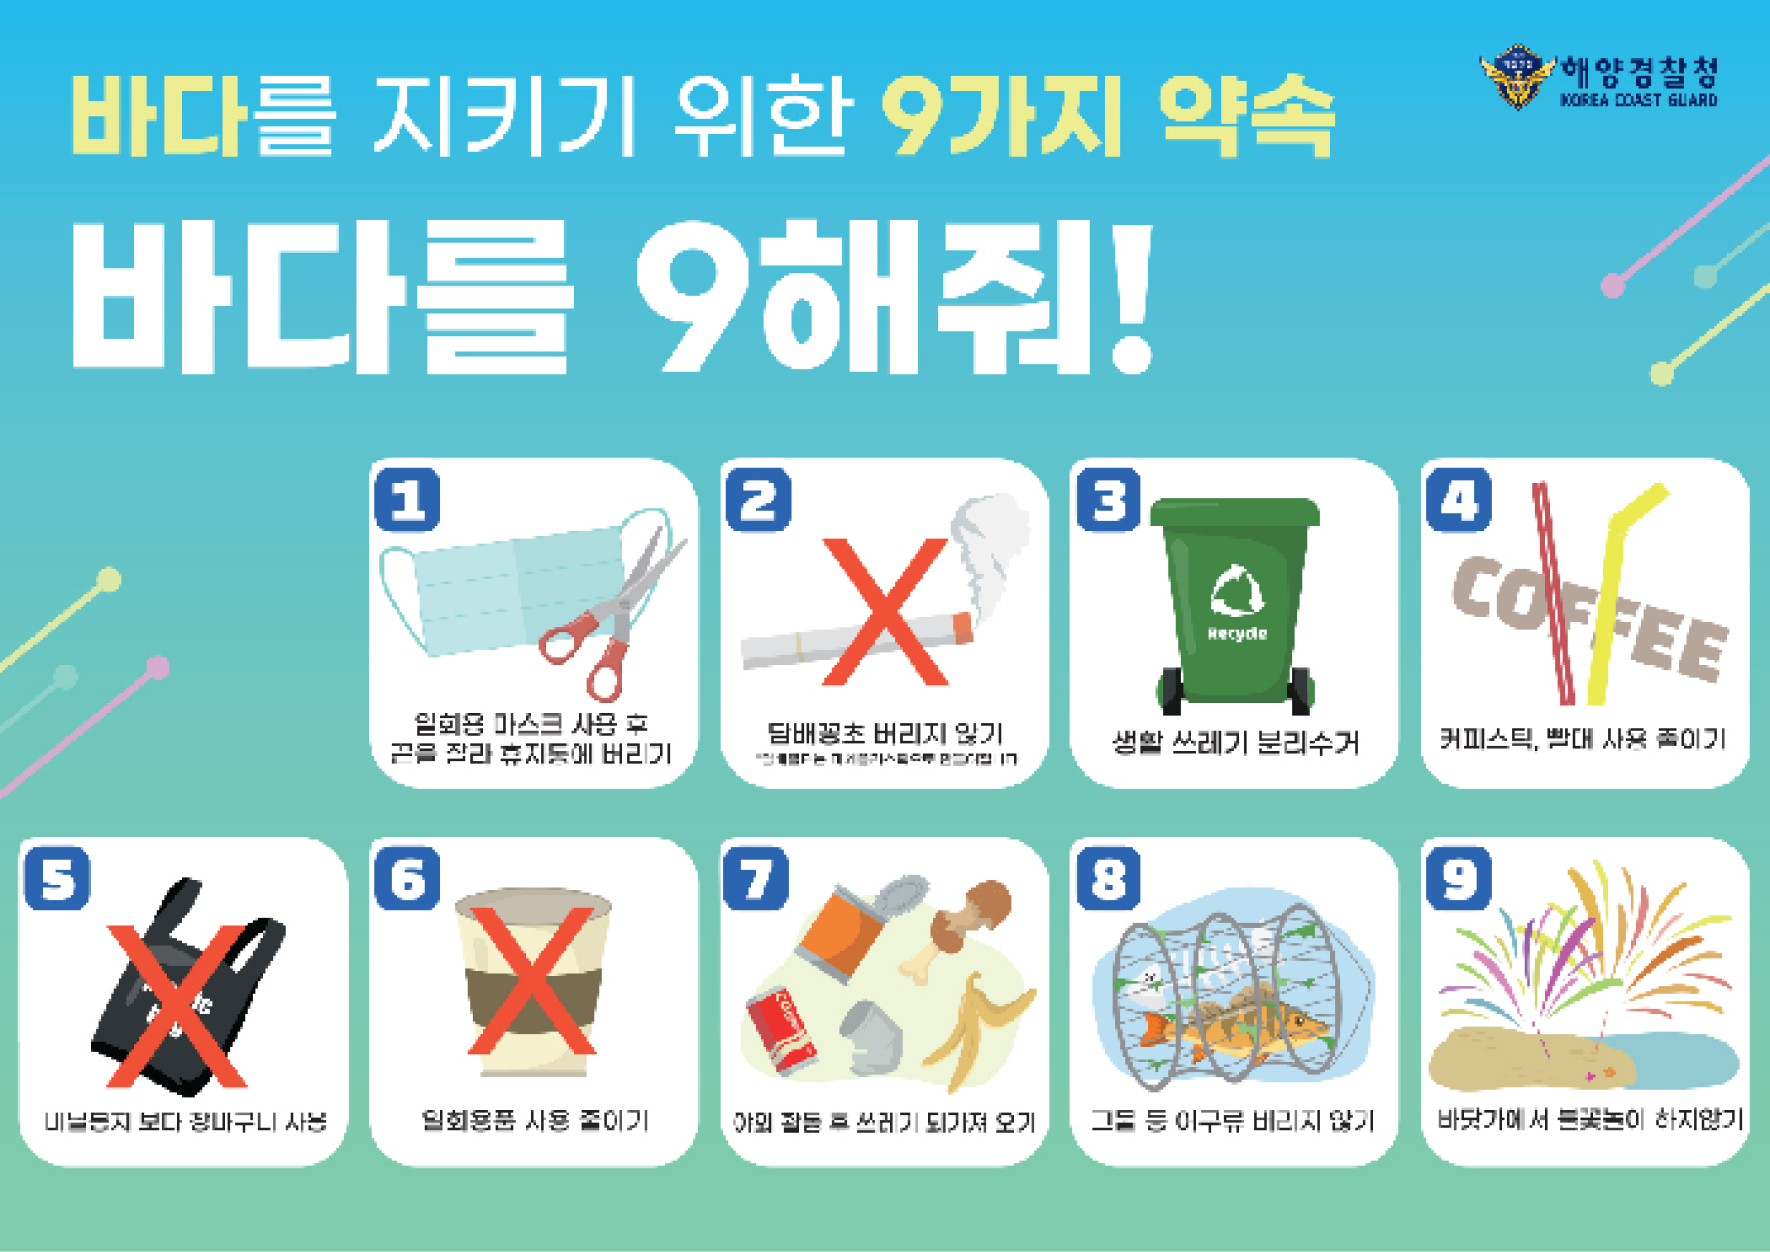 바다를 지키기 위한 9가지 약속
해양경찰청
KOREA COAST GUARD
바다를 9해줘!
1
일회용 마스크 사용 후
끈을 잘라 휴지통에 버리기
2
담배꽁초 버리지 않기
3
Recycle
생활 쓰레기 분리수거
4
COFFEE
커피스틱, 빨대 사용 줄이기
5
비닐봉지 보다 장바구니 사용
6
일회용품 사용 줄이기
7
야외 활동 후 쓰레기 되가져 오기
8
그물 등 어구류 버리지 않기
9
바닷가에서 불꽃놀이 하지않기